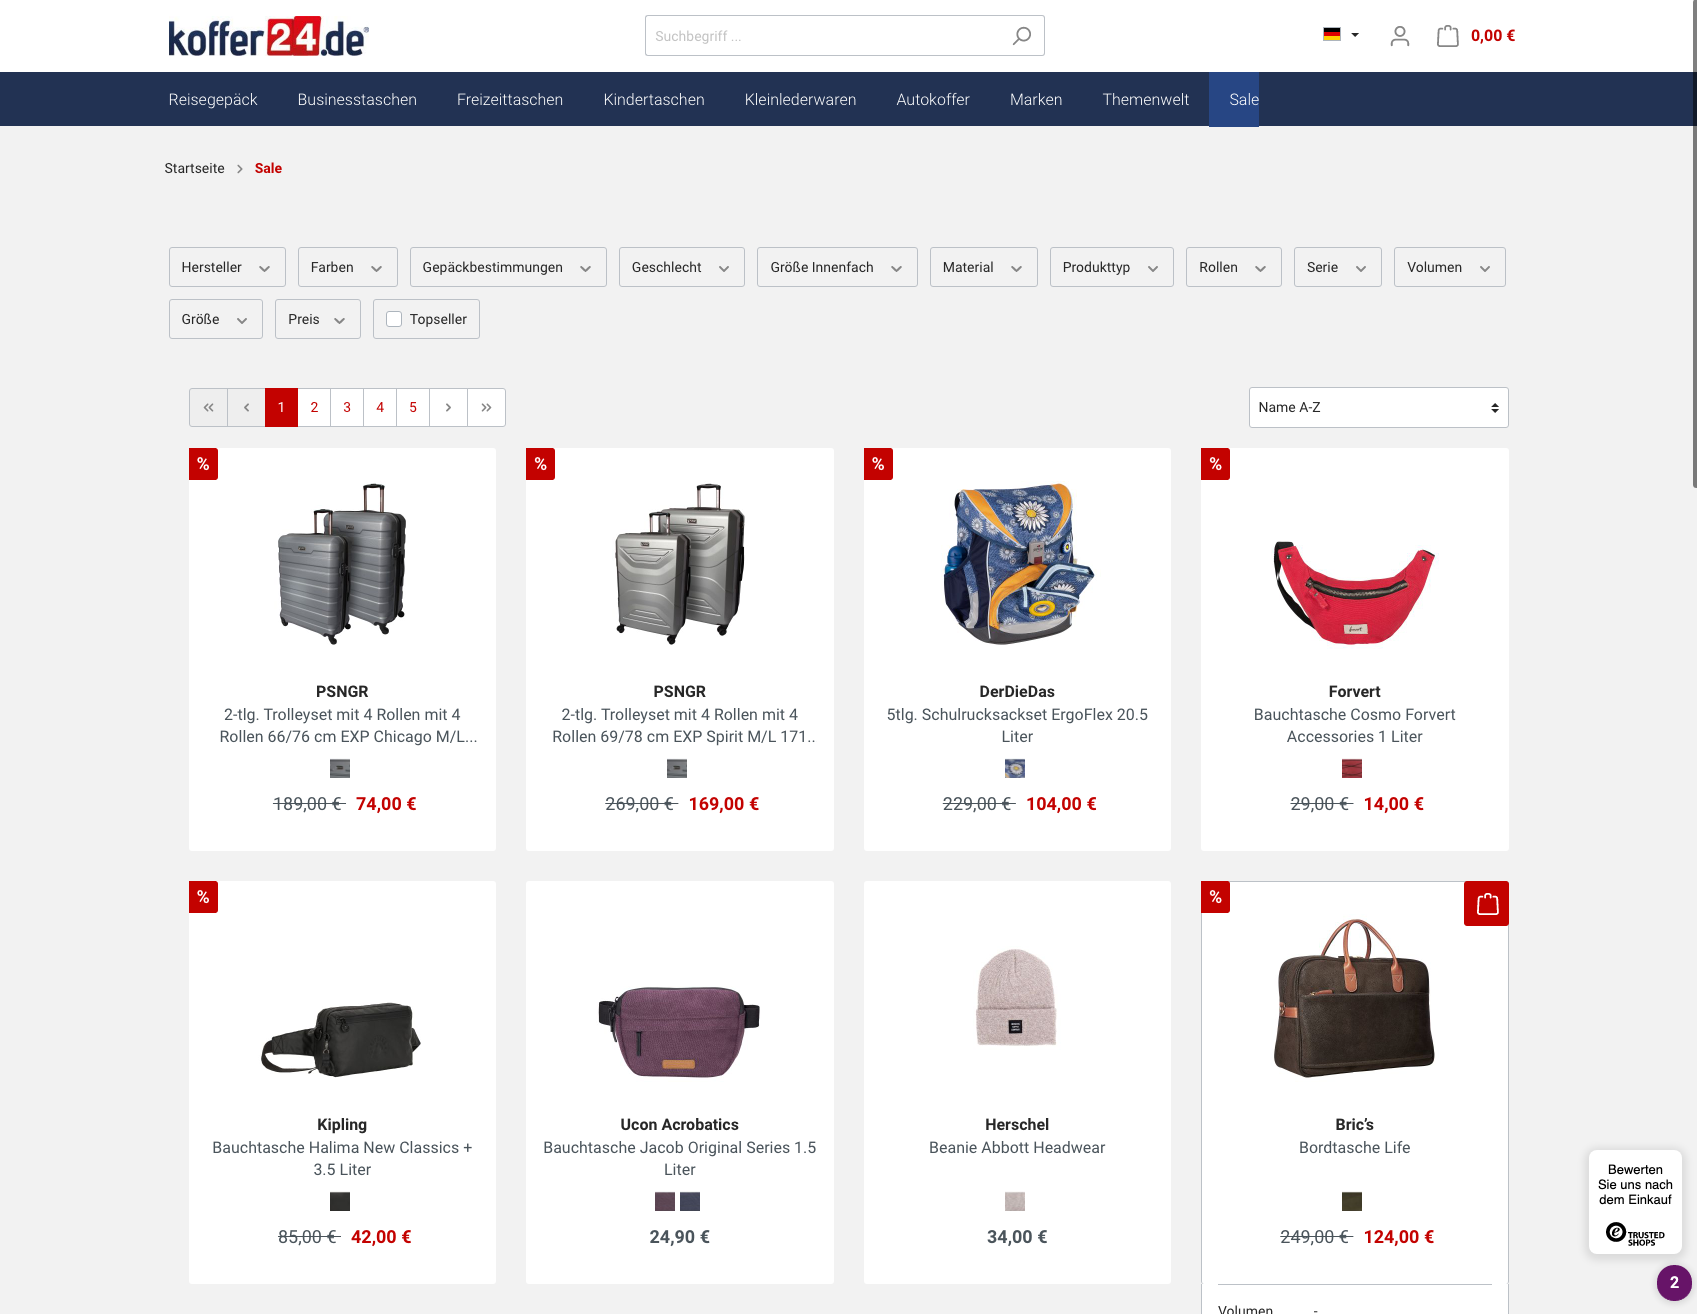 koffer24.de
Suchbegriff ...
0,00 €
Reisegepäck Businesstaschen Freizeittaschen Kindertaschen Kleinlederwaren Autokoffer Marken Themenwelt Sale
Startseite > Sale
Hersteller Farben Gepäckbestimmungen Geschlecht Größe Innenfach Material Produkttyp Rollen Serie Volumen
Größe Preis Topseller
« ‹ 1 2 3 4 5 › »
Name A-Z
%
PSNGR
2-tlg. Trolleyset mit 4 Rollen mit 4
Rollen 66/76 cm EXP Chicago M/L...
189,00 € 74,00 €
%
PSNGR
2-tlg. Trolleyset mit 4 Rollen mit 4
Rollen 69/78 cm EXP Spirit M/L 171..
269,00 € 169,00 €
%
DerDieDas
5tlg. Schulrucksackset ErgoFlex 20.5
Liter
229,00 € 104,00 €
%
Forvert
Bauchtasche Cosmo Forvert
Accessories 1 Liter
29,00 € 14,00 €
%
Kipling
Bauchtasche Halima New Classics +
3.5 Liter
85,00 € 42,00 €
Ucon Acrobatics
Bauchtasche Jacob Original Series 1.5
Liter
24,90 €
Herschel
Beanie Abbott Headwear
34,00 €
%
Bric's
Bordtasche Life
249,00 € 124,00 €
Volumen -
Bewerten
Sie uns nach
dem Einkauf
e TRUSTED
SHOPS
2